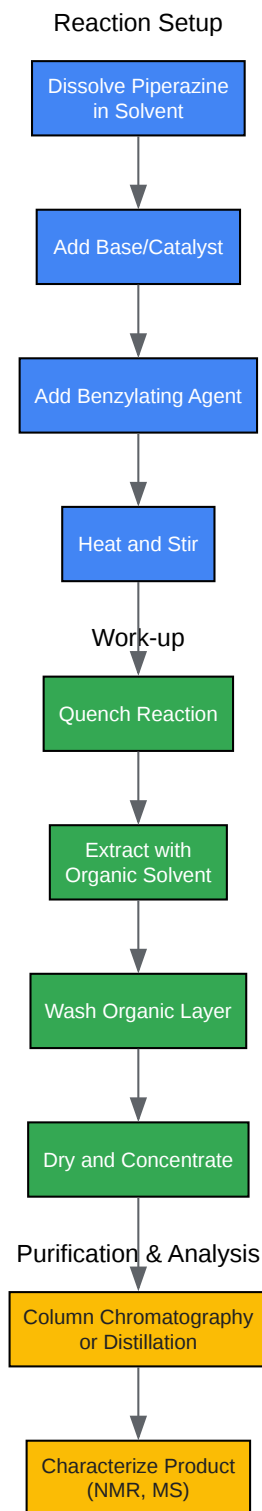 Reaction Setup
Dissolve Piperazine
in Solvent
Add Base/Catalyst
Add Benzylating Agent
Heat and Stir
Work-up
Quench Reaction
Extract with
Organic Solvent
Wash Organic Layer
Dry and Concentrate
Purification & Analysis
Column Chromatography
or Distillation
Characterize Product
(NMR, MS)